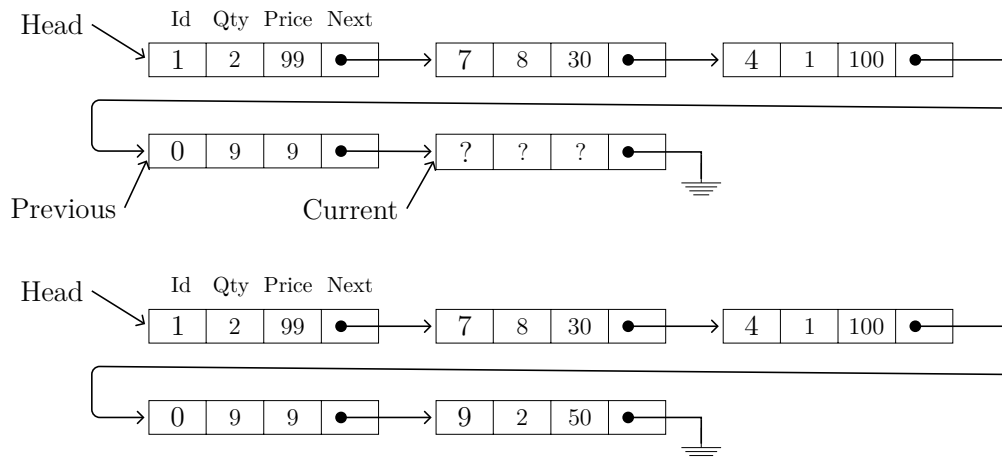 Id Qty Price Next
Head
1 2 99 7 8 30 4 1 100
0 9 9 ? ? ?
Previous Current
Id Qty Price Next
Head
1 2 99 7 8 30 4 1 100
0 9 9 9 2 50